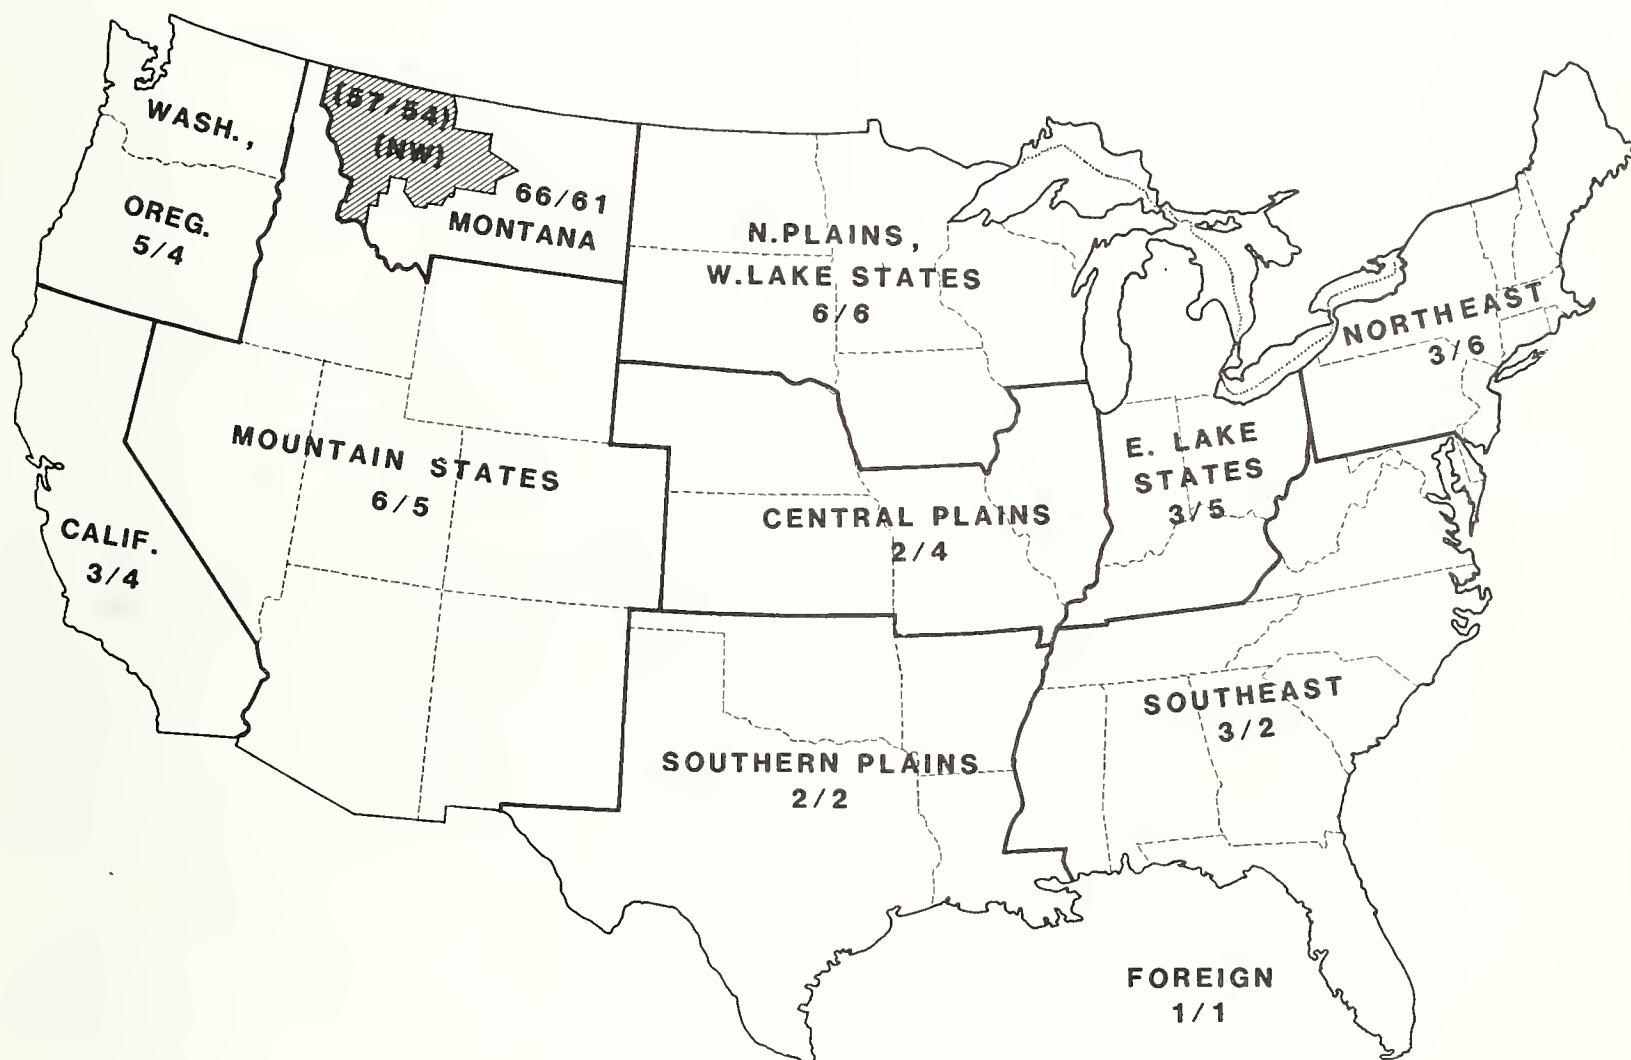 WASH.,
OREG.
5/4
(57/54)
(NW)
66/61
MONTANA
N.PLAINS,
W.LAKE STATES
6/6
NORTHEAST
3/6
MOUNTAIN STATES
6/5
E. LAKE
STATES
3/5
CENTRAL PLAINS
2/4
CALIF.
3/4
SOUTHEAST
3/2
SOUTHERN PLAINS
2/2
FOREIGN
1/1